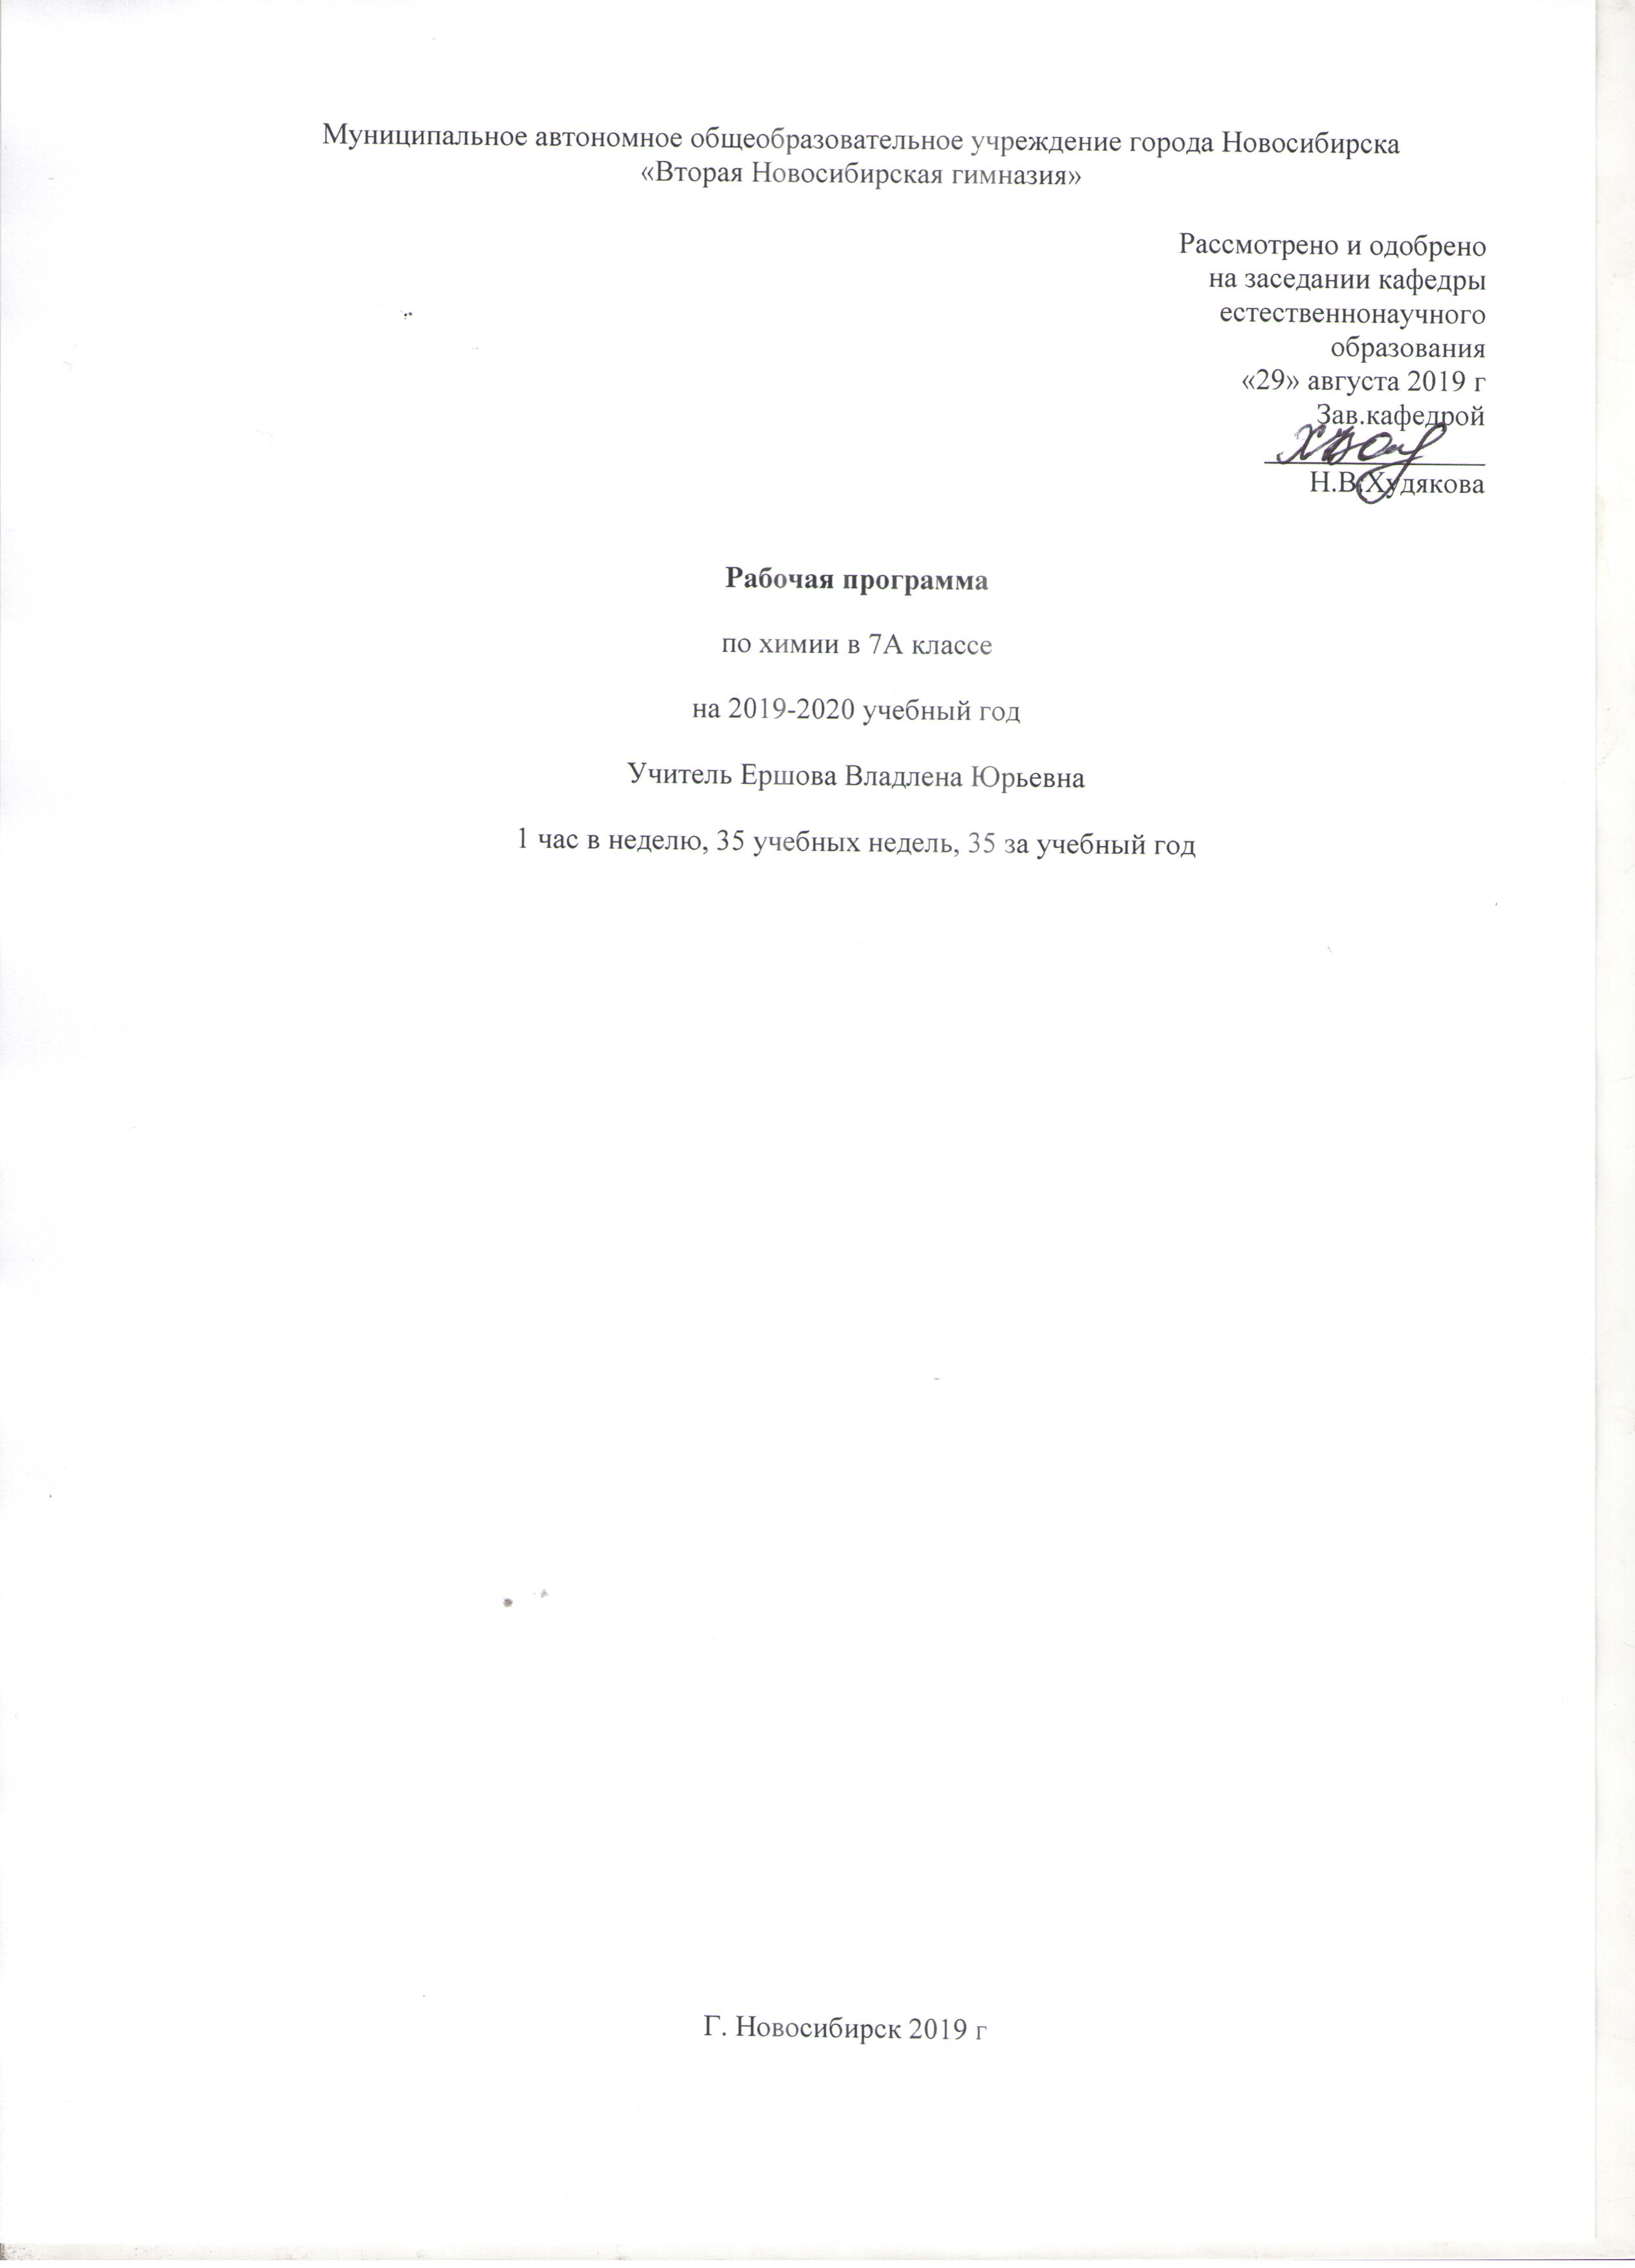 Муниципальное автономное общеобразовательное учреждение города Новосибирска
«Вторая Новосибирская гимназия»
Рассмотрено и одобрено
на заседании кафедры
естественнонаучного
образования
«29» августа 2019 г
Зав.кафедрой
Н.В.Худякова
Рабочая программа
по химии в 7А классе
на 2019-2020 учебный год
Учитель Ершова Владлена Юрьевна
1 час в неделю, 35 учебных недель, 35 за учебный год
Г. Новосибирск 2019 г